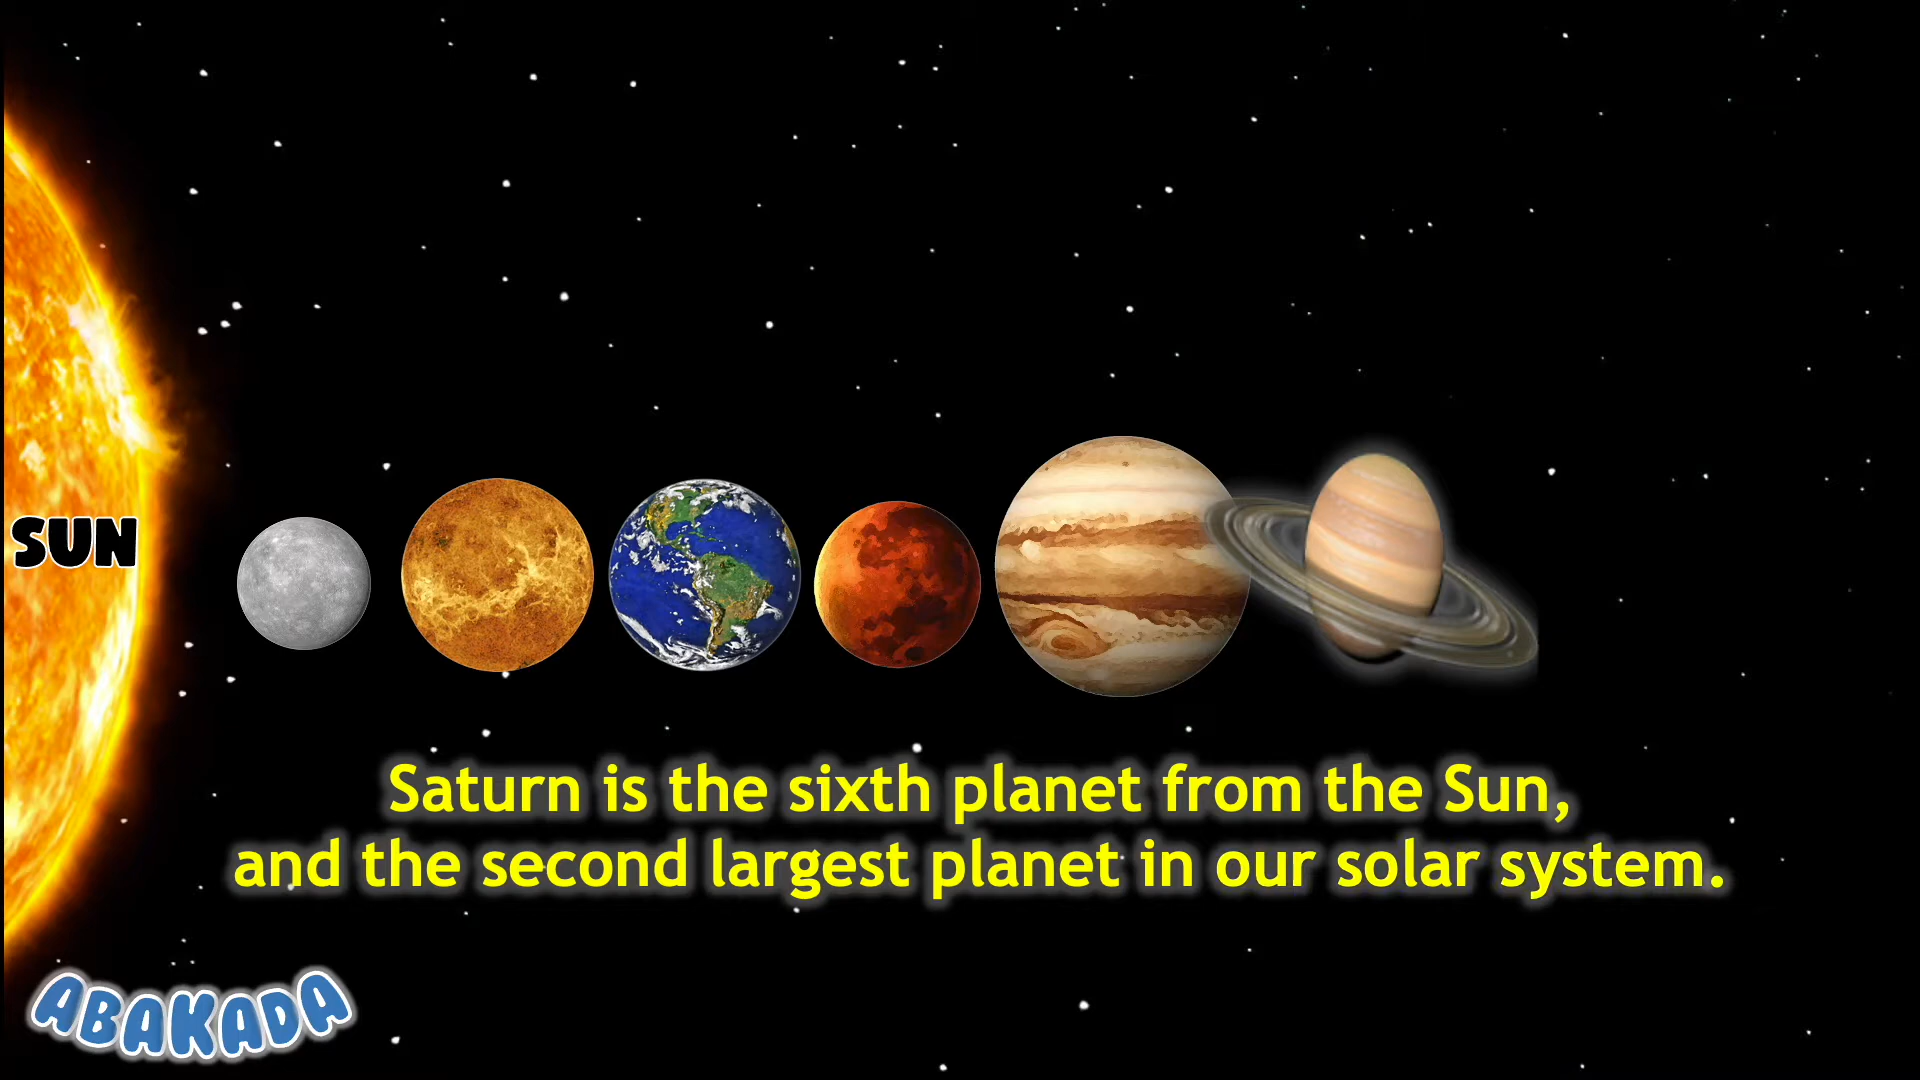 SUN
Saturn is the sixth planet from the Sun,
and the second largest planet in our solar system.
ABAKADA